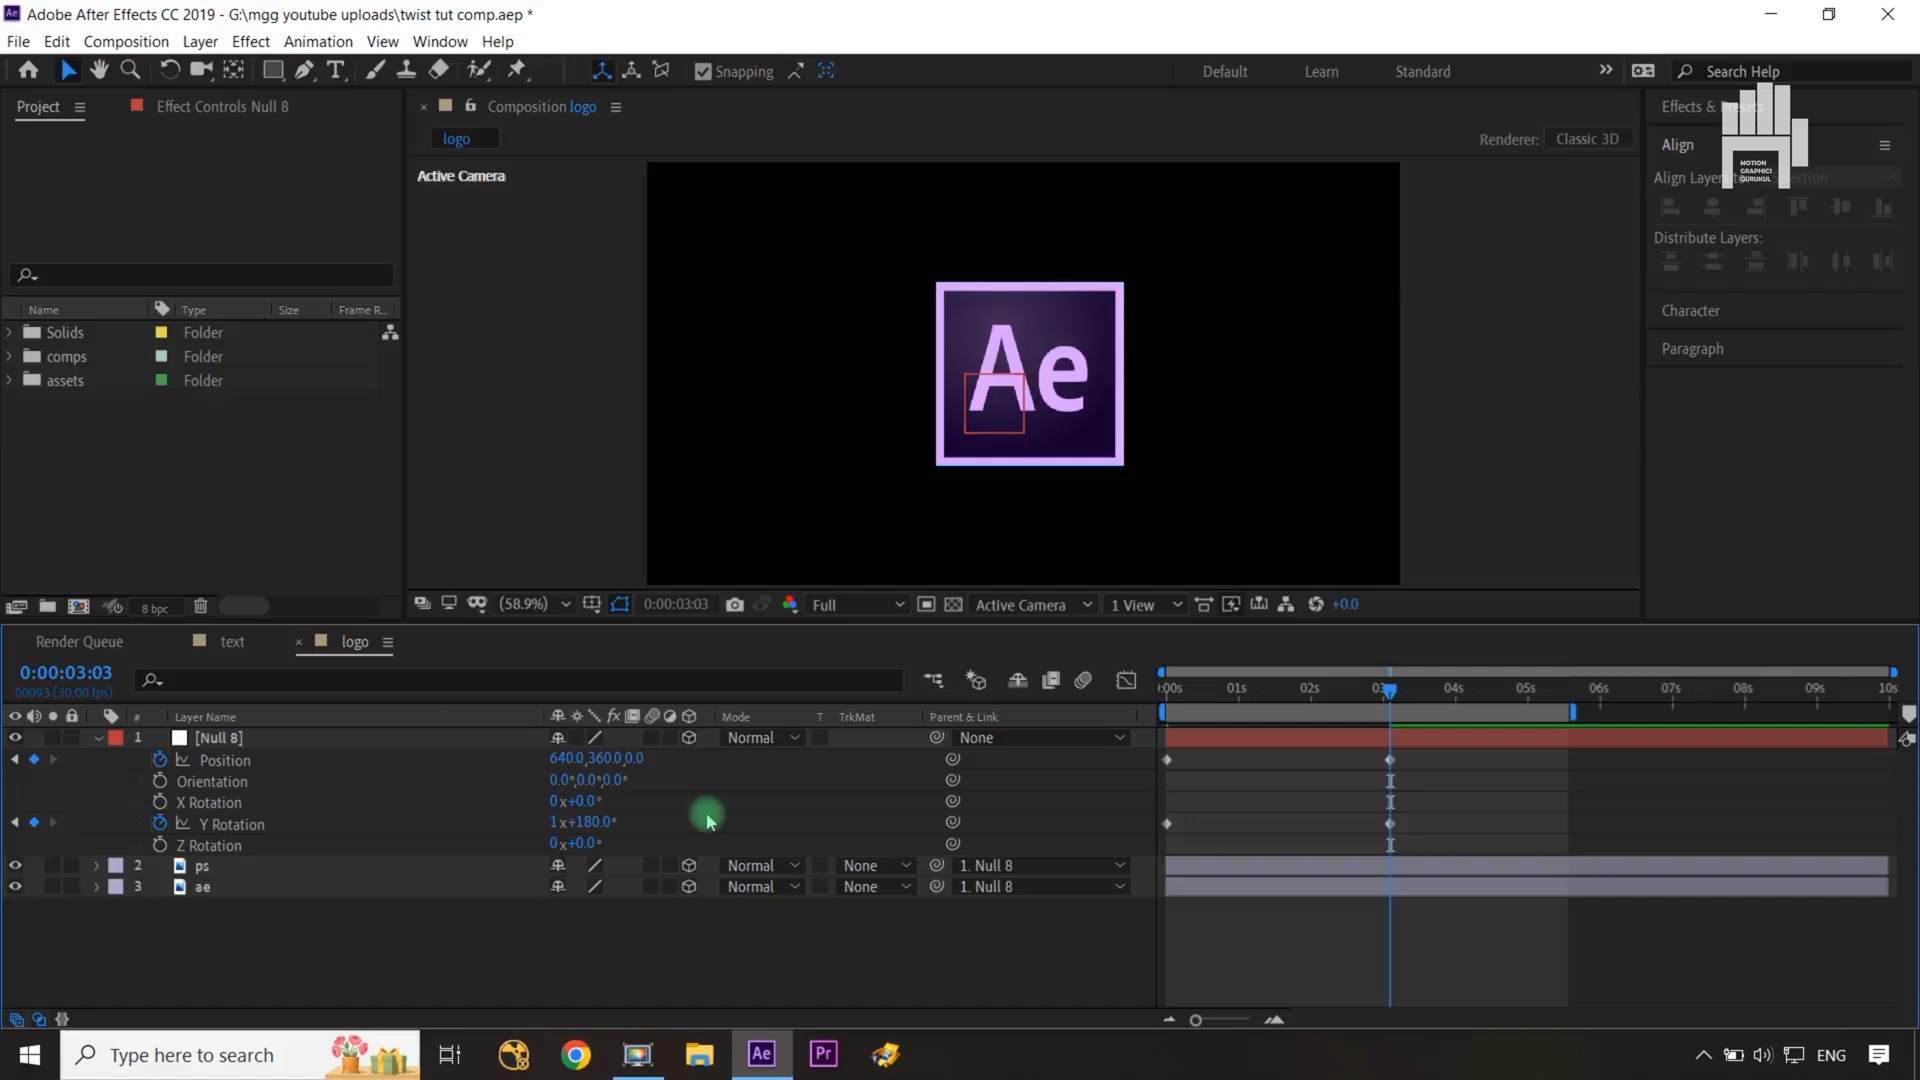 Adobe After Effects CC 2019 - G:\mgg youtube uploads\twist tut comp.aep *
File Edit Composition Layer Effect Animation View Window Help
Snapping Default Learn Standard Search Help
Project Effect Controls Null 8 Composition logo Effects & Presets
logo Renderer: Classic 3D Align
MOTION
GRAPHICS
GURUKUL
Active Camera Align Layers to: Selection
Ae
Distribute Layers:
Name Type Size Frame R...
Solids Folder
comps Folder
assets Folder
Character
Paragraph
8 bpc (58.9%) 0:00:03:03 Full Active Camera 1 View +0.0
Render Queue text logo
0:00:03:03
00093 (30.00 fps)
:00s 01s 02s 03 04s 05s 06s 07s 08s 09s 10s
# Layer Name fx Mode T TrkMat Parent & Link
1 [Null 8] Normal None
Position 640.0,360.0,0.0
Orientation 0.0°,0.0°,0.0°
X Rotation 0x+0.0°
Y Rotation 1x+180.0°
Z Rotation 0x+0.0°
2 ps Normal None 1. Null 8
3 ae Normal None 1. Null 8
Type here to search Ae Pr ENG